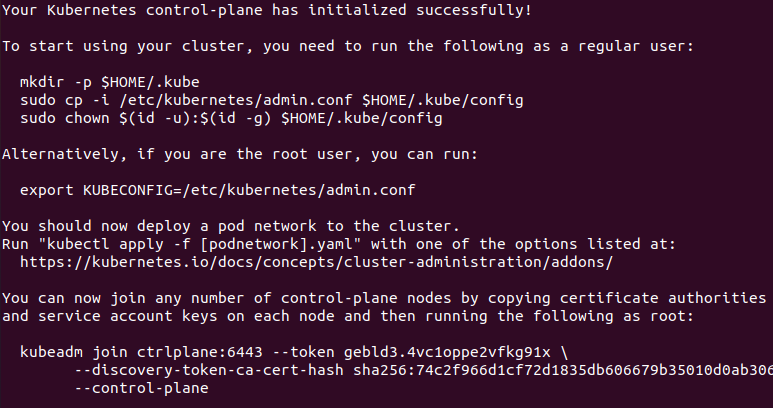 Your Kubernetes control-plane has initialized successfully!
To start using your cluster, you need to run the following as a regular user:
mkdir -p $HOME/.kube
sudo cp -i /etc/kubernetes/admin.conf $HOME/.kube/config
sudo chown $(id -u):$(id -g) $HOME/.kube/config
Alternatively, if you are the root user, you can run:
export KUBECONFIG=/etc/kubernetes/admin.conf
You should now deploy a pod network to the cluster.
Run "kubectl apply -f [podnetwork].yaml" with one of the options listed at:
https://kubernetes.io/docs/concepts/cluster-administration/addons/
You can now join any number of control-plane nodes by copying certificate authorities
and service account keys on each node and then running the following as root:
kubeadm join ctrlplane:6443 --token gebld3.4vc1oppe2vfkg91x \
--discovery-token-ca-cert-hash sha256:74c2f966d1cf72d1835db606679b35010d0ab306
--control-plane